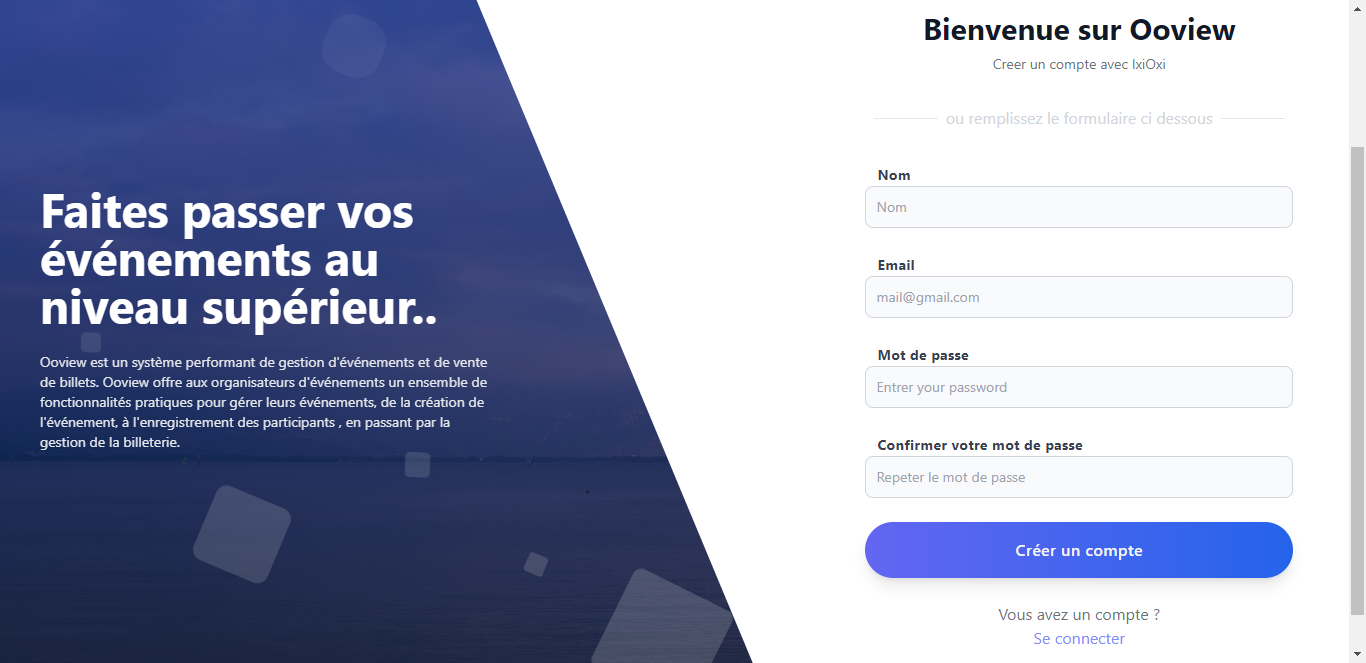 Faites passer vos
événements au
niveau supérieur..
Ooview est un système performant de gestion d'événements et de vente
de billets. Ooview offre aux organisateurs d'événements un ensemble de
fonctionnalités pratiques pour gérer leurs événements, de la création de
l'événement, à l'enregistrement des participants , en passant par la
gestion de la billeterie.
Bienvenue sur Ooview
Creer un compte avec IxiOxi
ou remplissez le formulaire ci dessous
Nom
Nom
Email
mail@gmail.com
Mot de passe
Entrer your password
Confirmer votre mot de passe
Repeter le mot de passe
Créer un compte
Vous avez un compte ?
Se connecter